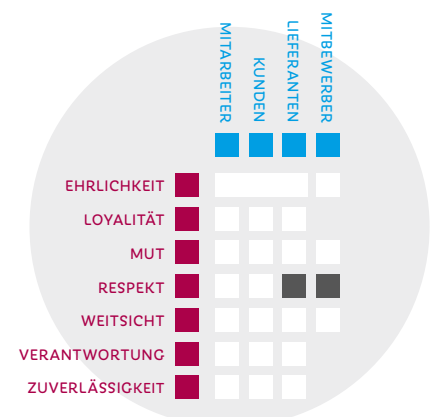 MITARBEITER
KUNDEN
LIEFERANTEN
MITBEWERBER
EHRLICHKEIT
LOYALITÄT
MUT
RESPEKT
WEITSICHT
VERANTWORTUNG
ZUVERLÄSSIGKEIT